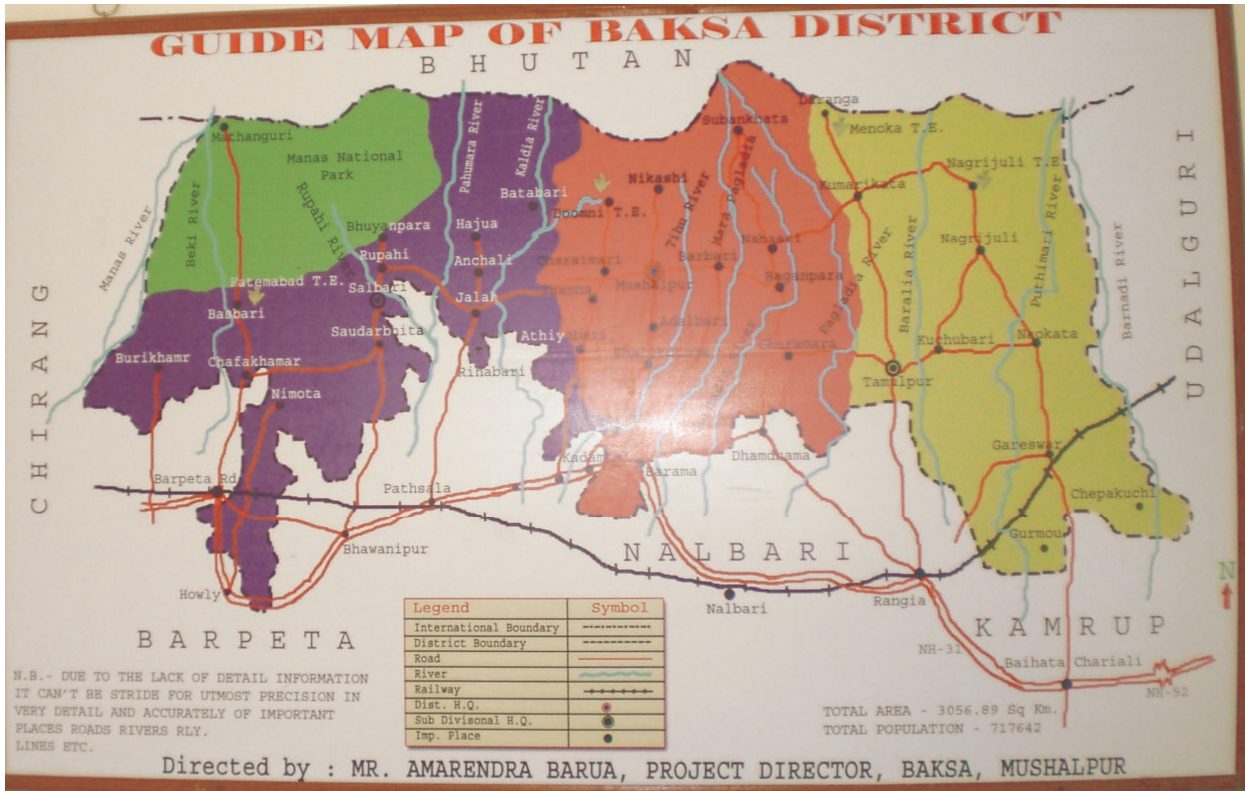 GUIDE MAP OF BAKSA DISTRICT
BHUTAN
CHIRANG
UDALGURI
BARPETA
NALBARI
KAMRUP
Mathanguri
Manas National
Park
Manas River
Beki River
Rupahi River
Pahumara River
Kaldia River
Batabari
Bhuyanpara
Hajua
Rupahi
Anchali
Fatemabad T.E.
Salbari
Jalah
Basbari
Saudarbhita
Athiy
Burikhamr
Chafakhamar
Rihabari
Nimota
Subankhata
Nikashi
Doomni T.E.
Tihu River
Mara Pagladia
Charaimari
Barbari
Mushalpur
Thanna
Baganpara
Adalbari
Pagladia River
Daranga
Menoka T.E.
Nagrijuli T.E.
Kumarikata
Nagrijuli
Baralia River
Puthimari River
Barnadi River
Kuchubari
Naokata
Tamulpur
Gareswar
Chepakuchi
Gurmou
Barpeta Rd
Pathsala
Barama
Dhamdhama
Bhawanipur
Howly
Nalbari
Rangia
NH-31
Baihata Chariali
NH-52
N
Legend Symbol
International Boundary
District Boundary
Road
River
Railway
Dist. H.Q.
Sub Divisonal H.Q.
Imp. Place
N.B.- DUE TO THE LACK OF DETAIL INFORMATION
IT CAN'T BE STRIDE FOR UTMOST PRECISION IN
VERY DETAIL AND ACCURATELY OF IMPORTANT
PLACES ROADS RIVERS RLY.
LINES ETC.
TOTAL AREA - 3056.89 Sq Km.
TOTAL POPULATION - 717642
Directed by : MR. AMARENDRA BARUA, PROJECT DIRECTOR, BAKSA, MUSHALPUR